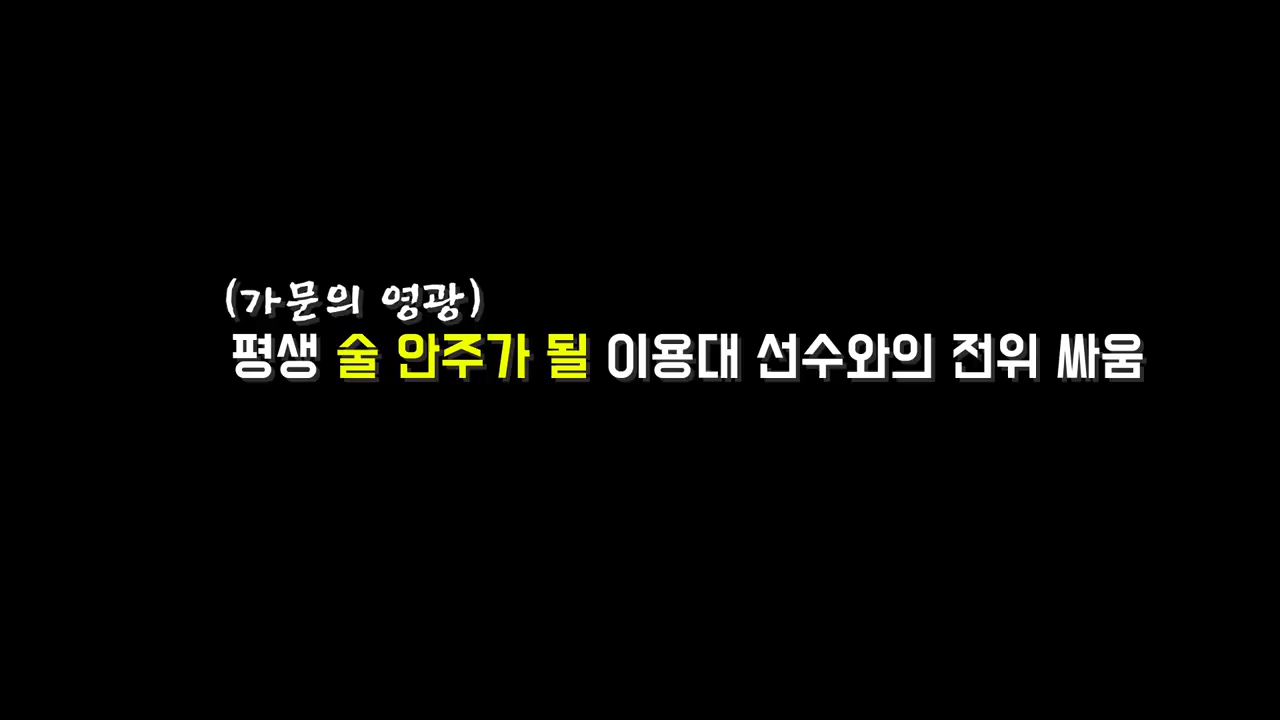 (가문의 영광)
평생 술 안주가 될 이용대 선수와의 전위 싸움